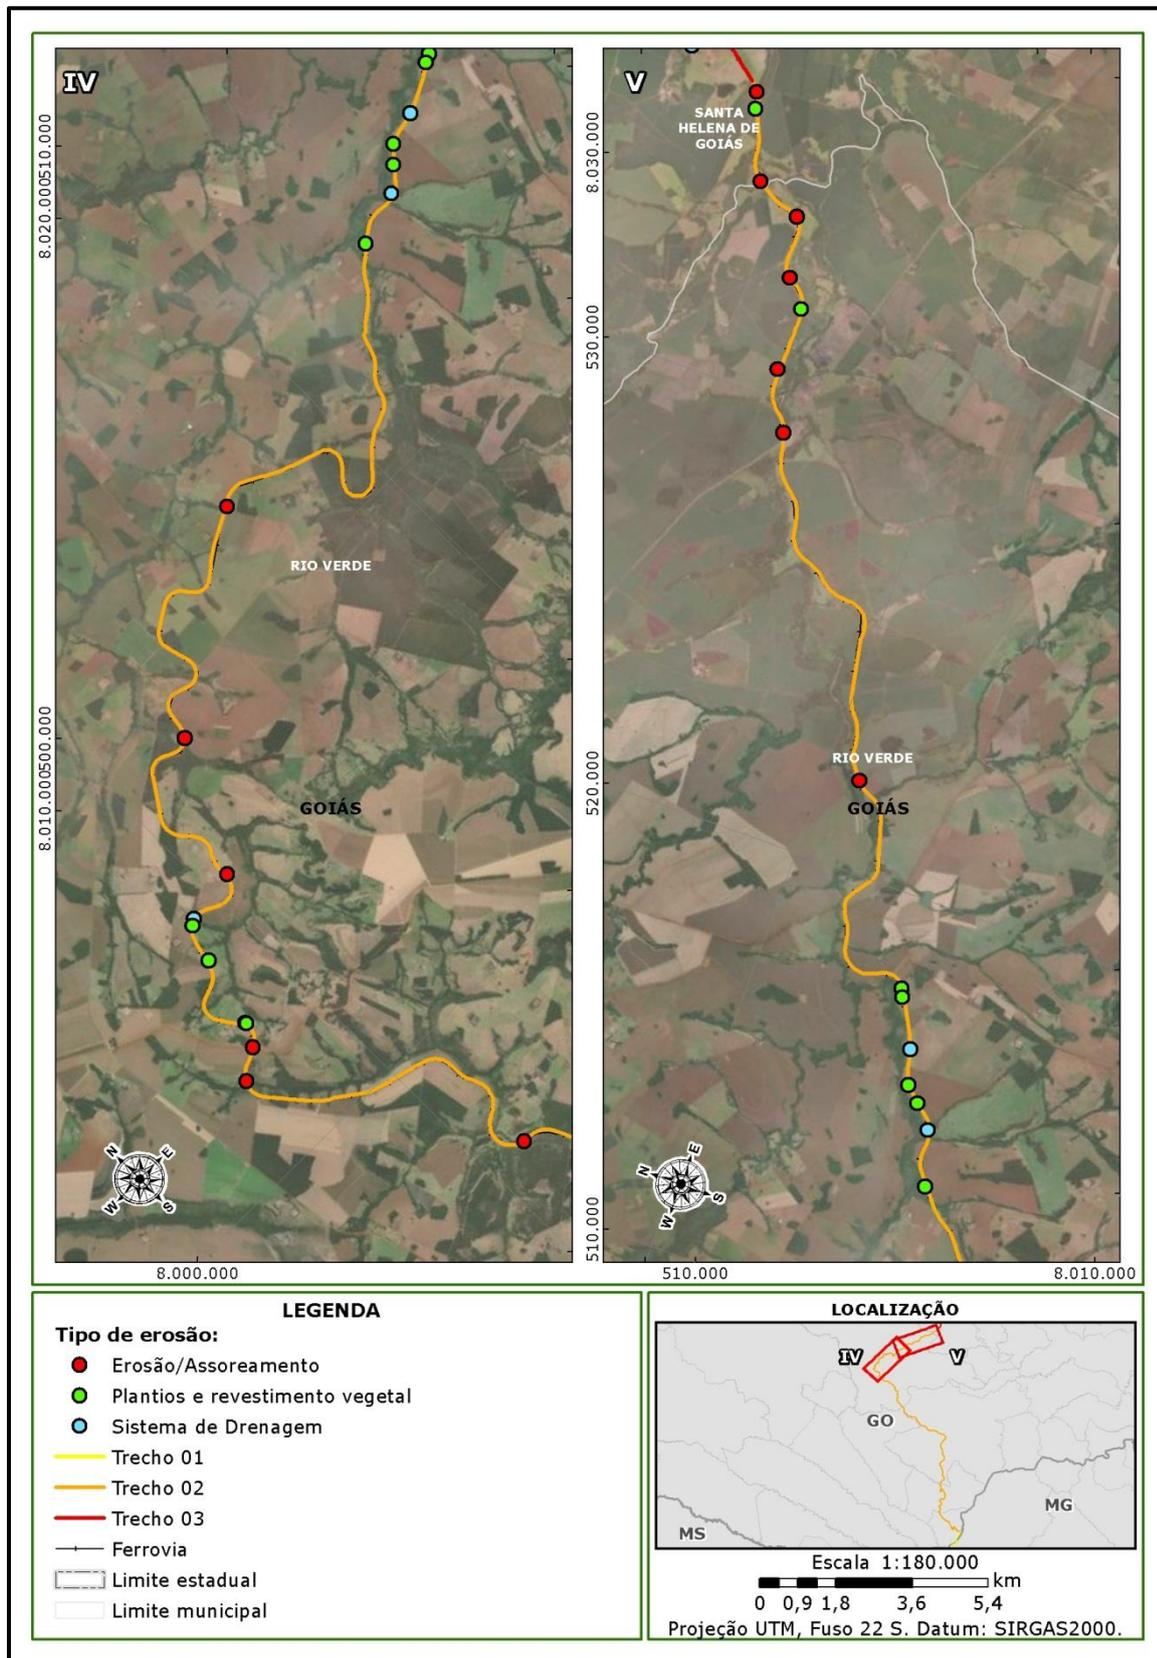 IV
8.020.000
510.000
RIO VERDE
8.010.000
500.000
GOIÁS
N
E
W
S
8.000.000
V
SANTA
HELENA DE
GOIÁS
8.030.000
530.000
RIO VERDE
520.000
GOIÁS
N
E
W
S
510.000
510.000
8.010.000
LEGENDA
Tipo de erosão:
Erosão/Assoreamento
Plantios e revestimento vegetal
Sistema de Drenagem
Trecho 01
Trecho 02
Trecho 03
Ferrovia
Limite estadual
Limite municipal
LOCALIZAÇÃO
IV
V
GO
MG
MS
Escala 1:180.000
km
0 0,9 1,8 3,6 5,4
Projeção UTM, Fuso 22 S. Datum: SIRGAS2000.